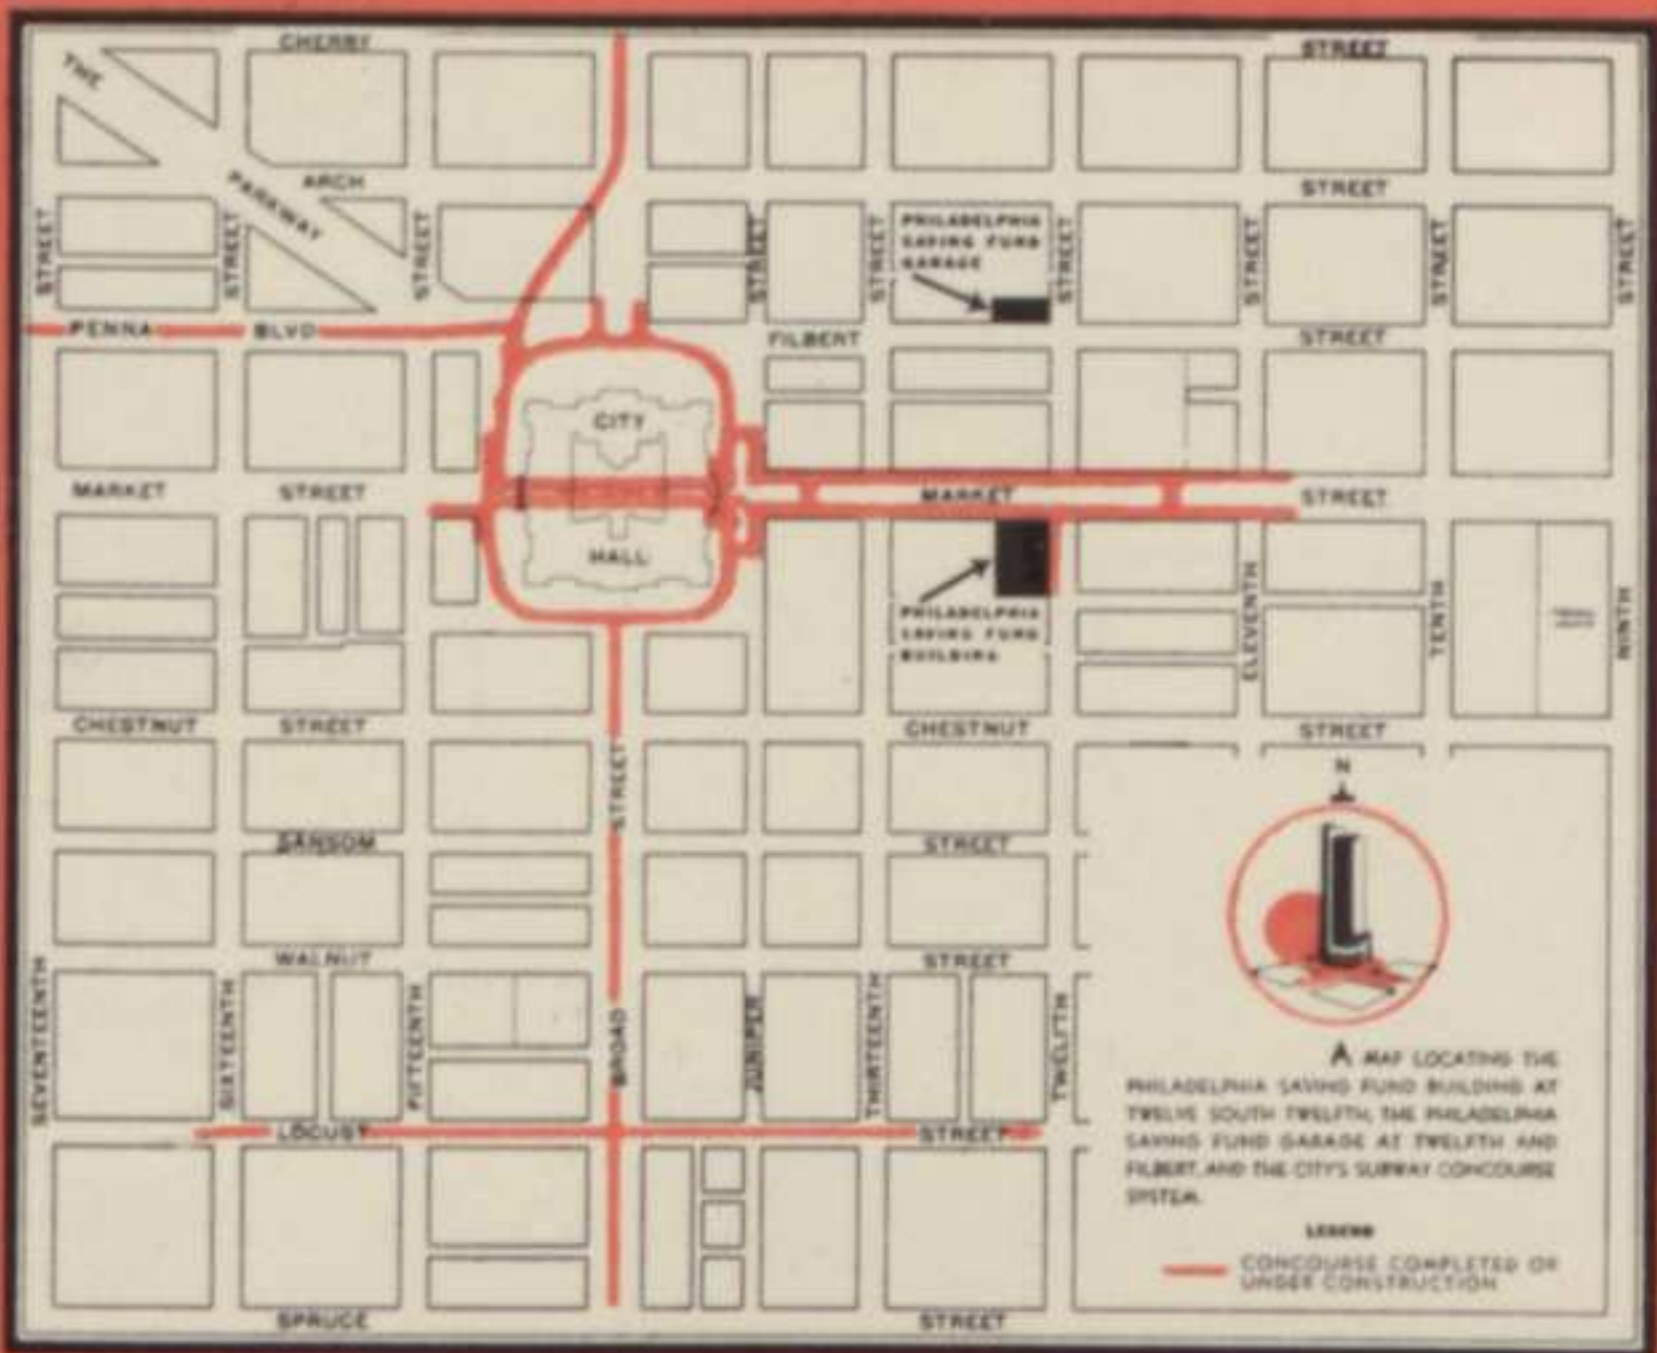 CHERRY STREET
THE
PARKWAY
ARCH STREET
STREET
STREET
STREET
STREET
STREET
STREET
STREET
STREET
STREET
PHILADELPHIA
SAVING FUND
GARAGE
PENNA BLVD
FILBERT STREET
CITY
HALL
MARKET STREET
MARKET STREET
PHILADELPHIA
SAVING FUND
BUILDING
ELEVENTH
TENTH
NINTH
CHESTNUT STREET
CHESTNUT STREET
STREET
N
SANSOM STREET
WALNUT STREET
SEVENTEENTH
SIXTEENTH
FIFTEENTH
BROAD
JUNIPER
THIRTEENTH
TWELFTH
LOCUST STREET
SPRUCE STREET
A MAP LOCATING THE
PHILADELPHIA SAVING FUND BUILDING AT
TWELVE SOUTH TWELFTH, THE PHILADELPHIA
SAVING FUND GARAGE AT TWELFTH AND
FILBERT, AND THE CITY'S SUBWAY CONCOURSE
SYSTEM.
LEGEND
CONCOURSE COMPLETED OR
UNDER CONSTRUCTION